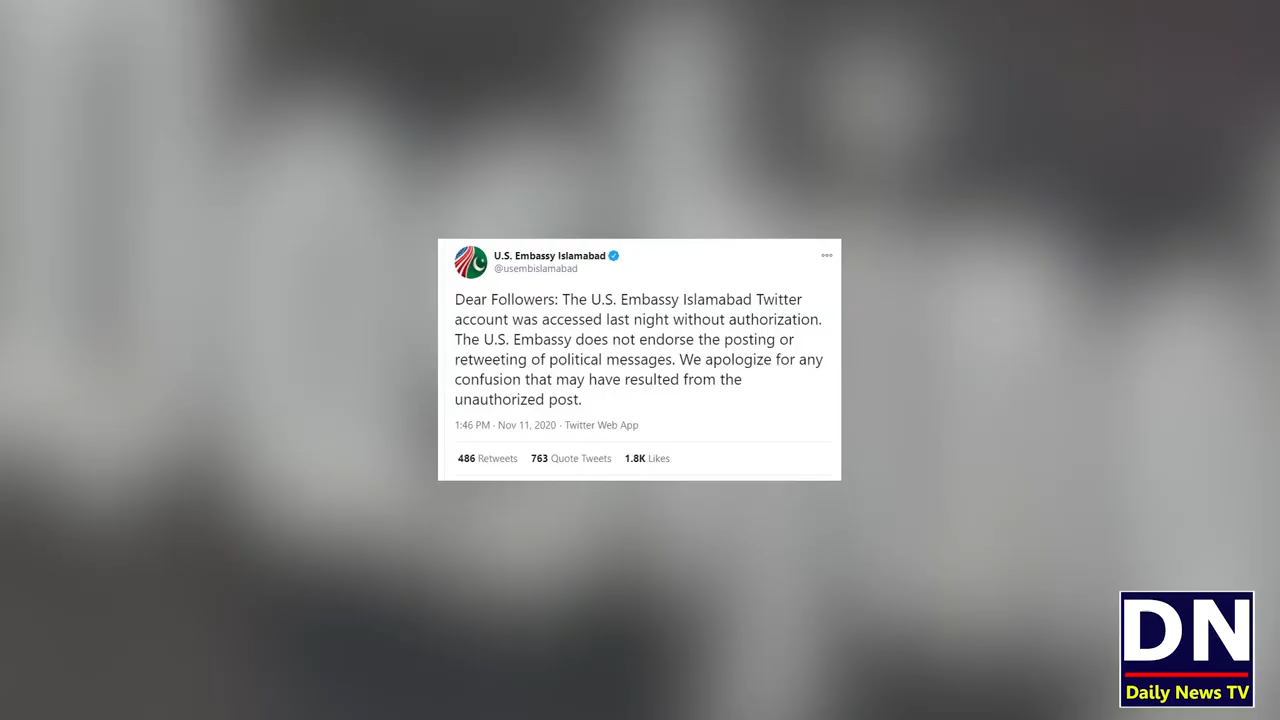 U.S. Embassy Islamabad
@usembislamabad
Dear Followers: The U.S. Embassy Islamabad Twitter
account was accessed last night without authorization.
The U.S. Embassy does not endorse the posting or
retweeting of political messages. We apologize for any
confusion that may have resulted from the
unauthorized post.
1:46 PM · Nov 11, 2020 · Twitter Web App
486 Retweets 763 Quote Tweets 1.8K Likes
DN
Daily News TV